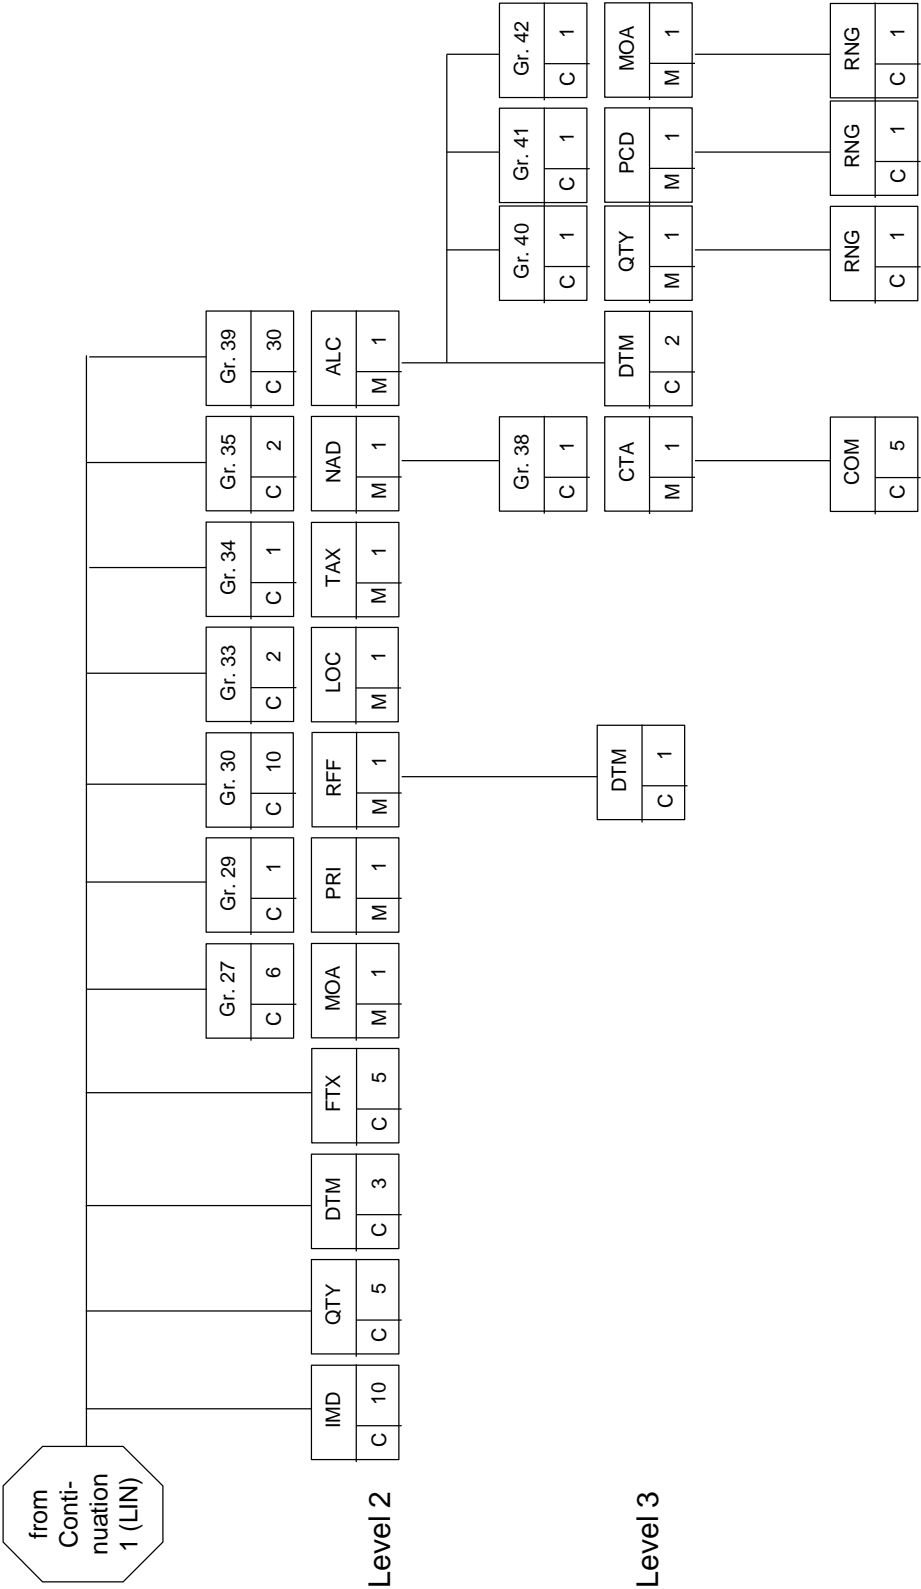 from
Conti-
nuation
1 (LIN)
Gr. 27
C 6
Gr. 29
C 1
Gr. 30
C 10
Gr. 33
C 2
Gr. 34
C 1
Gr. 35
C 2
Gr. 39
C 30
Level 2
IMD
C 10
QTY
C 5
DTM
C 3
FTX
C 5
MOA
M 1
PRI
M 1
RFF
M 1
LOC
M 1
TAX
M 1
NAD
M 1
ALC
M 1
Gr. 38
C 1
Gr. 40
C 1
Gr. 41
C 1
Gr. 42
C 1
Level 3
DTM
C 1
CTA
M 1
DTM
C 2
QTY
M 1
PCD
M 1
MOA
M 1
COM
C 5
RNG
C 1
RNG
C 1
RNG
C 1